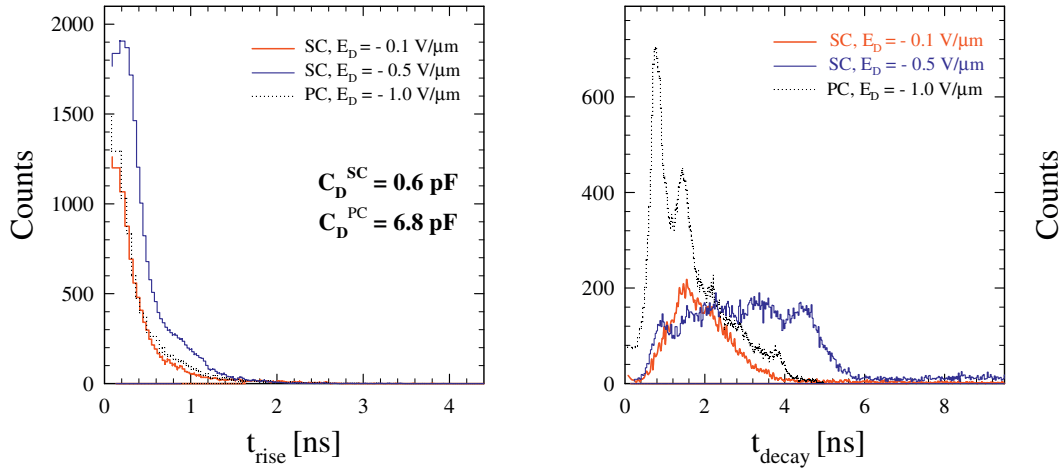 2000
1500
1000
500
0
Counts
SC, E_D = - 0.1 V/μm
SC, E_D = - 0.5 V/μm
PC, E_D = - 1.0 V/μm
C_D^SC = 0.6 pF
C_D^PC = 6.8 pF
0 1 2 3 4
t_rise [ns]
600
400
200
0
Counts
SC, E_D = - 0.1 V/μm
SC, E_D = - 0.5 V/μm
PC, E_D = - 1.0 V/μm
0 2 4 6 8
t_decay [ns]
Counts